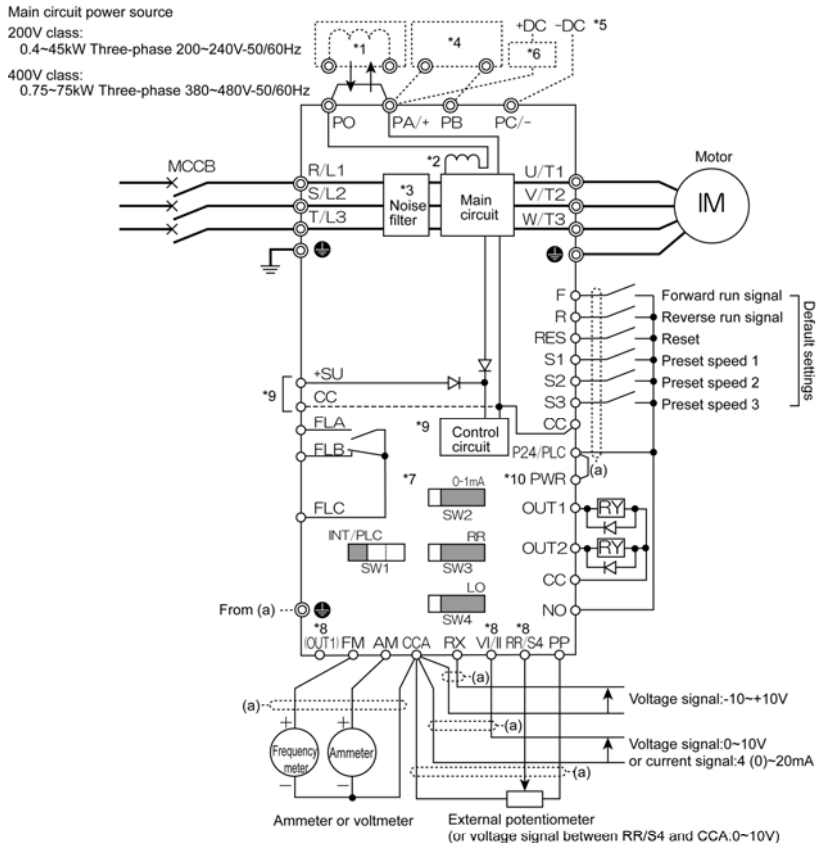 Main circuit power source
200V class:
0.4~45kW Three-phase 200~240V-50/60Hz
400V class:
0.75~75kW Three-phase 380~480V-50/60Hz
*1
*4
+DC -DC *5
*6
PO PA/+ PB PC/-
MCCB
R/L1
S/L2
T/L3
*3
Noise
filter
*2
Main
circuit
U/T1
V/T2
W/T3
Motor
IM
F Forward run signal
R Reverse run signal
RES Reset
S1 Preset speed 1
S2 Preset speed 2
S3 Preset speed 3
Default settings
*9
+SU
CC
FLA
FLB
FLC
*9
Control
circuit
CC
P24/PLC
*10 PWR
(a)
*7
0-1mA
SW2
INT/PLC
SW1
RR
SW3
LO
SW4
OUT1 RY
OUT2 RY
CC
NO
From (a)
*8
*8
*8
(OUT1) FM AM CCA RX VI/II RR/S4 PP
(a)
(a)
(a)
(a)
+
+
Frequency
meter
Ammeter
−
−
Voltage signal:-10~+10V
Voltage signal:0~10V
or current signal:4 (0)~20mA
Ammeter or voltmeter
External potentiometer
(or voltage signal between RR/S4 and CCA:0~10V)